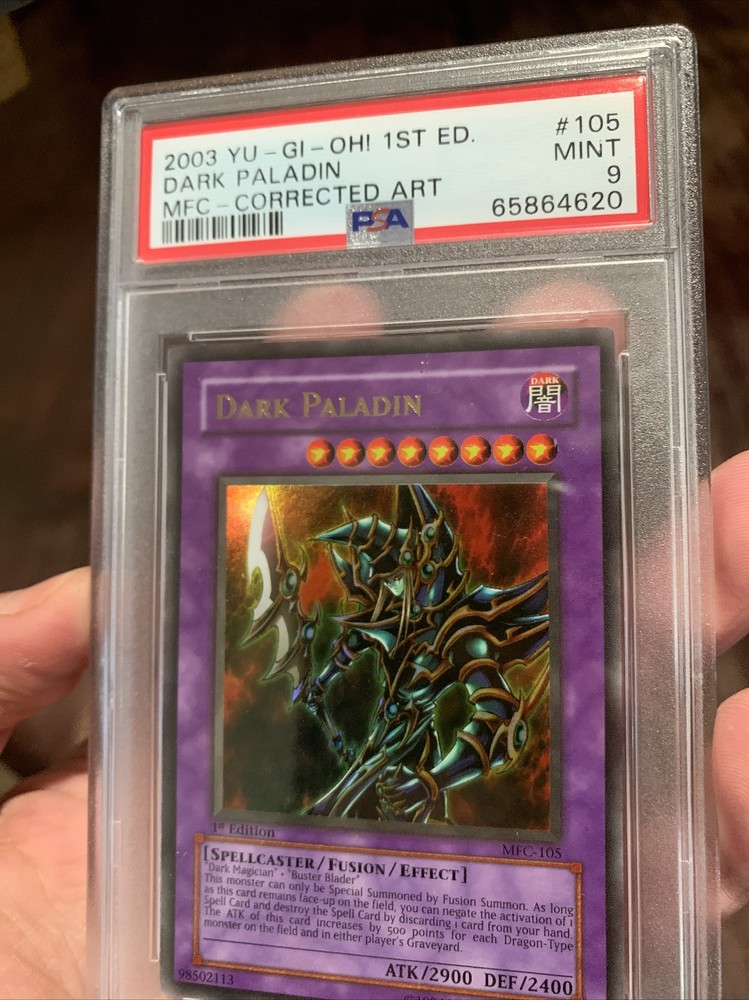 2003 YU-GI-OH! 1ST ED.
#105
DARK PALADIN
MINT
MFC-CORRECTED ART
9
PSA
65864620
DARK PALADIN
DARK
闇
1st Edition
MFC-105
[SPELLCASTER/FUSION/EFFECT]
"Dark Magician" + "Buster Blader"
This monster can only be Special Summoned by Fusion Summon. As long
as this card remains face-up on the field, you can negate the activation of 1
Spell Card and destroy the Spell Card by discarding 1 card from your hand.
The ATK of this card increases by 500 points for each Dragon-Type
monster on the field and in either player's Graveyard.
ATK/2900 DEF/2400
98502113